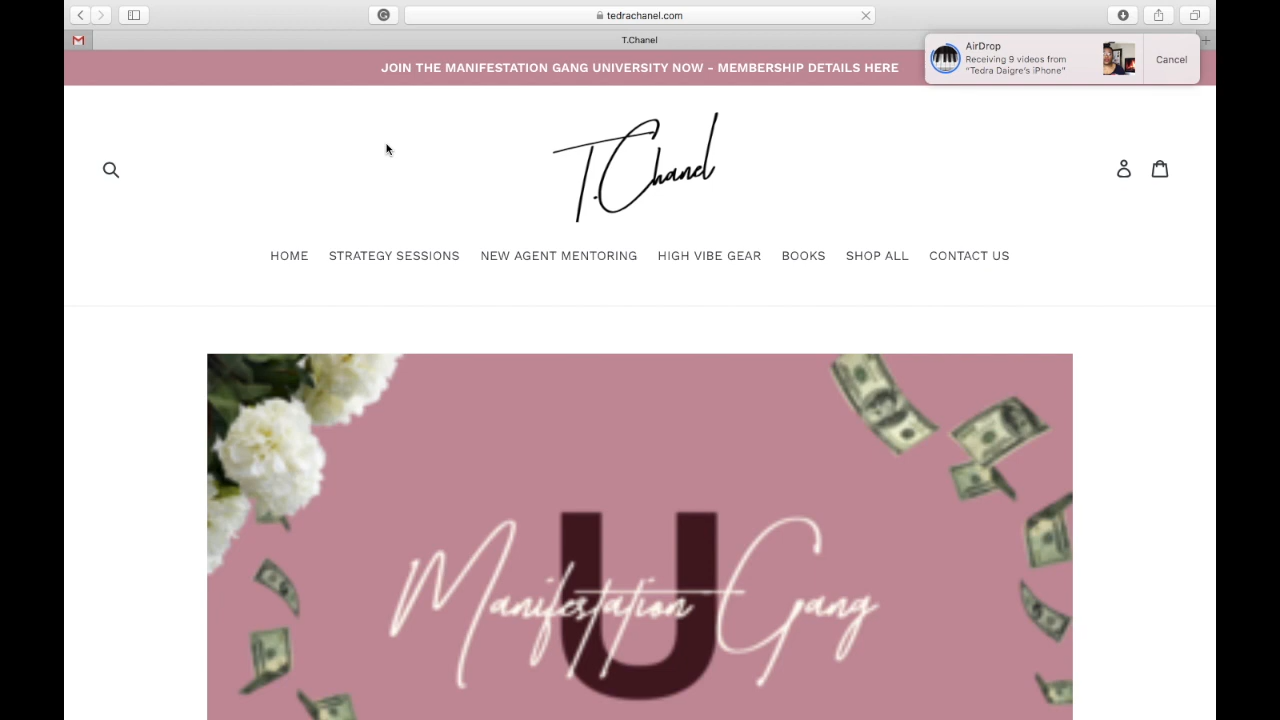 tedrachanel.com
T.Chanel
AirDrop
Receiving 9 videos from
"Tedra Daigre's iPhone"
Cancel
JOIN THE MANIFESTATION GANG UNIVERSITY NOW - MEMBERSHIP DETAILS HERE
T.Chanel
HOME STRATEGY SESSIONS NEW AGENT MENTORING HIGH VIBE GEAR BOOKS SHOP ALL CONTACT US
U
Manifestation Gang